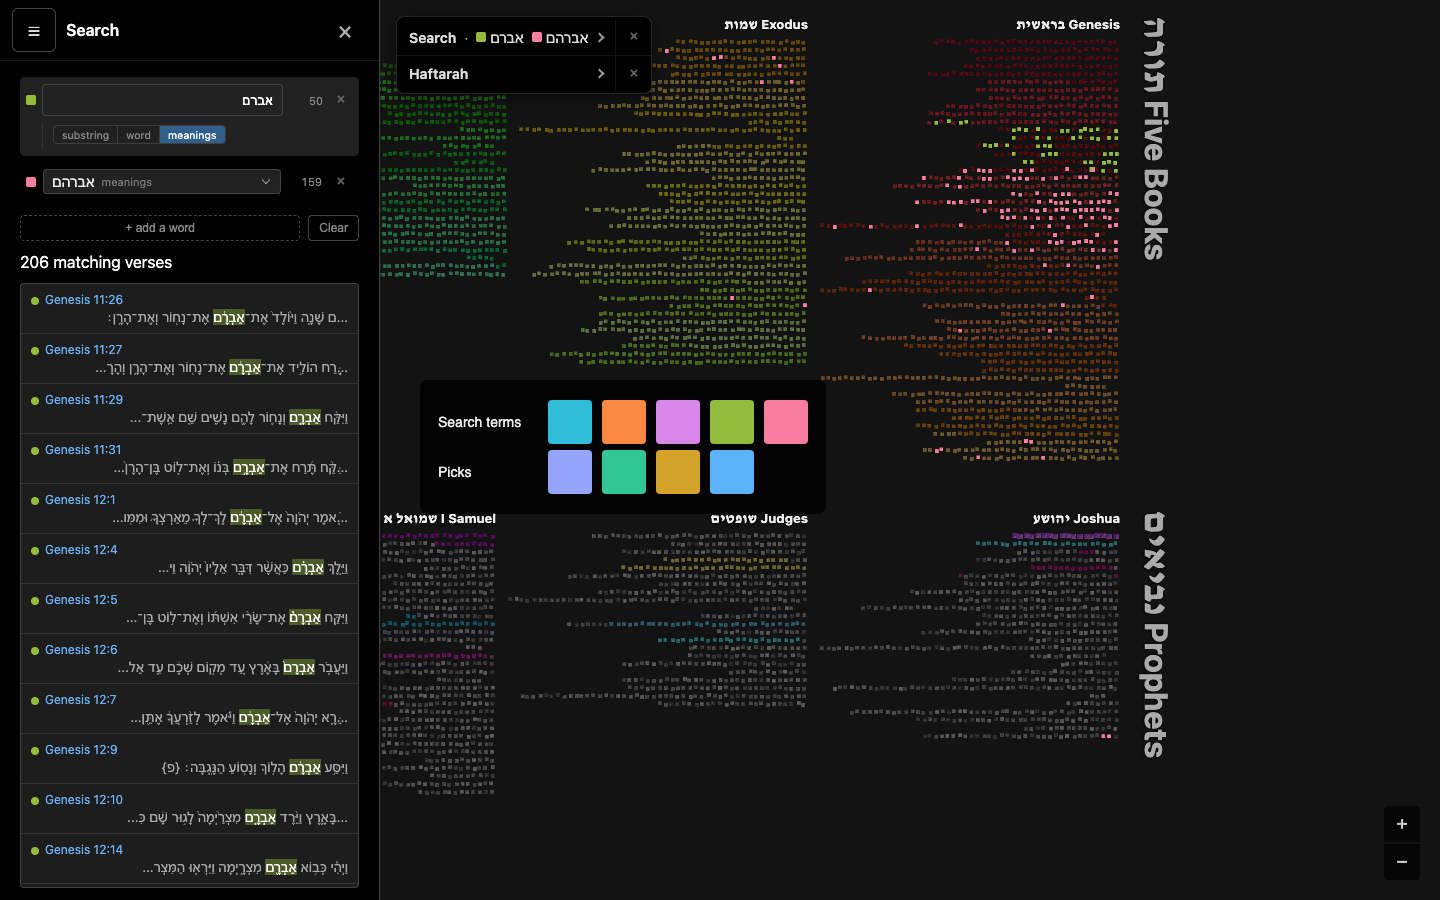 Search
אברם 50
substring word meanings
אברהם meanings 159
+ add a word Clear
206 matching verses
Genesis 11:26
...ם שָׁנָה וַיּוֹלֶד אֶת־אַבְרָם אֶת־נָחוֹר וְאֶת־הָרָן׃
Genesis 11:27
...תֶּרַח הוֹלִיד אֶת־אַבְרָם אֶת־נָחוֹר וְאֶת־הָרָן וְהָר...
Genesis 11:29
וַיִּקַּח אַבְרָם וְנָחוֹר לָהֶם נָשִׁים שֵׁם אֵשֶׁת־...
Genesis 11:31
...ִקַּח תֶּרַח אֶת־אַבְרָם בְּנוֹ וְאֶת־לוֹט בֶּן־הָרָן...
Genesis 12:1
...ֹאמֶר יְהוָה אֶל־אַבְרָם לֶךְ־לְךָ מֵאַרְצְךָ וּמִמּוֹ...
Genesis 12:4
וַיֵּלֶךְ אַבְרָם כַּאֲשֶׁר דִּבֶּר אֵלָיו יְהוָה וַי...
Genesis 12:5
וַיִּקַּח אַבְרָם אֶת־שָׂרַי אִשְׁתּוֹ וְאֶת־לוֹט בֶּן־...
Genesis 12:6
וַיַּעֲבֹר אַבְרָם בָּאָרֶץ עַד מְקוֹם שְׁכֶם עַד אֵל...
Genesis 12:7
...ֵּרָא יְהוָה אֶל־אַבְרָם וַיֹּאמֶר לְזַרְעֲךָ אֶתֵּן...
Genesis 12:9
וַיִּסַּע אַבְרָם הָלוֹךְ וְנָסוֹעַ הַנֶּגְבָּה׃ {פ}
Genesis 12:10
...בָּאָרֶץ וַיֵּרֶד אַבְרָם מִצְרַיְמָה לָגוּר שָׁם כִּ...
Genesis 12:14
וַיְהִי כְּבוֹא אַבְרָם מִצְרָיְמָה וַיִּרְאוּ הַמִּצְר...
Search · אברם אברהם
Haftarah
שמות Exodus
בראשית Genesis
תורה Five Books
Search terms
Picks
שמואל א I Samuel
שופטים Judges
יהושע Joshua
נביאים Prophets